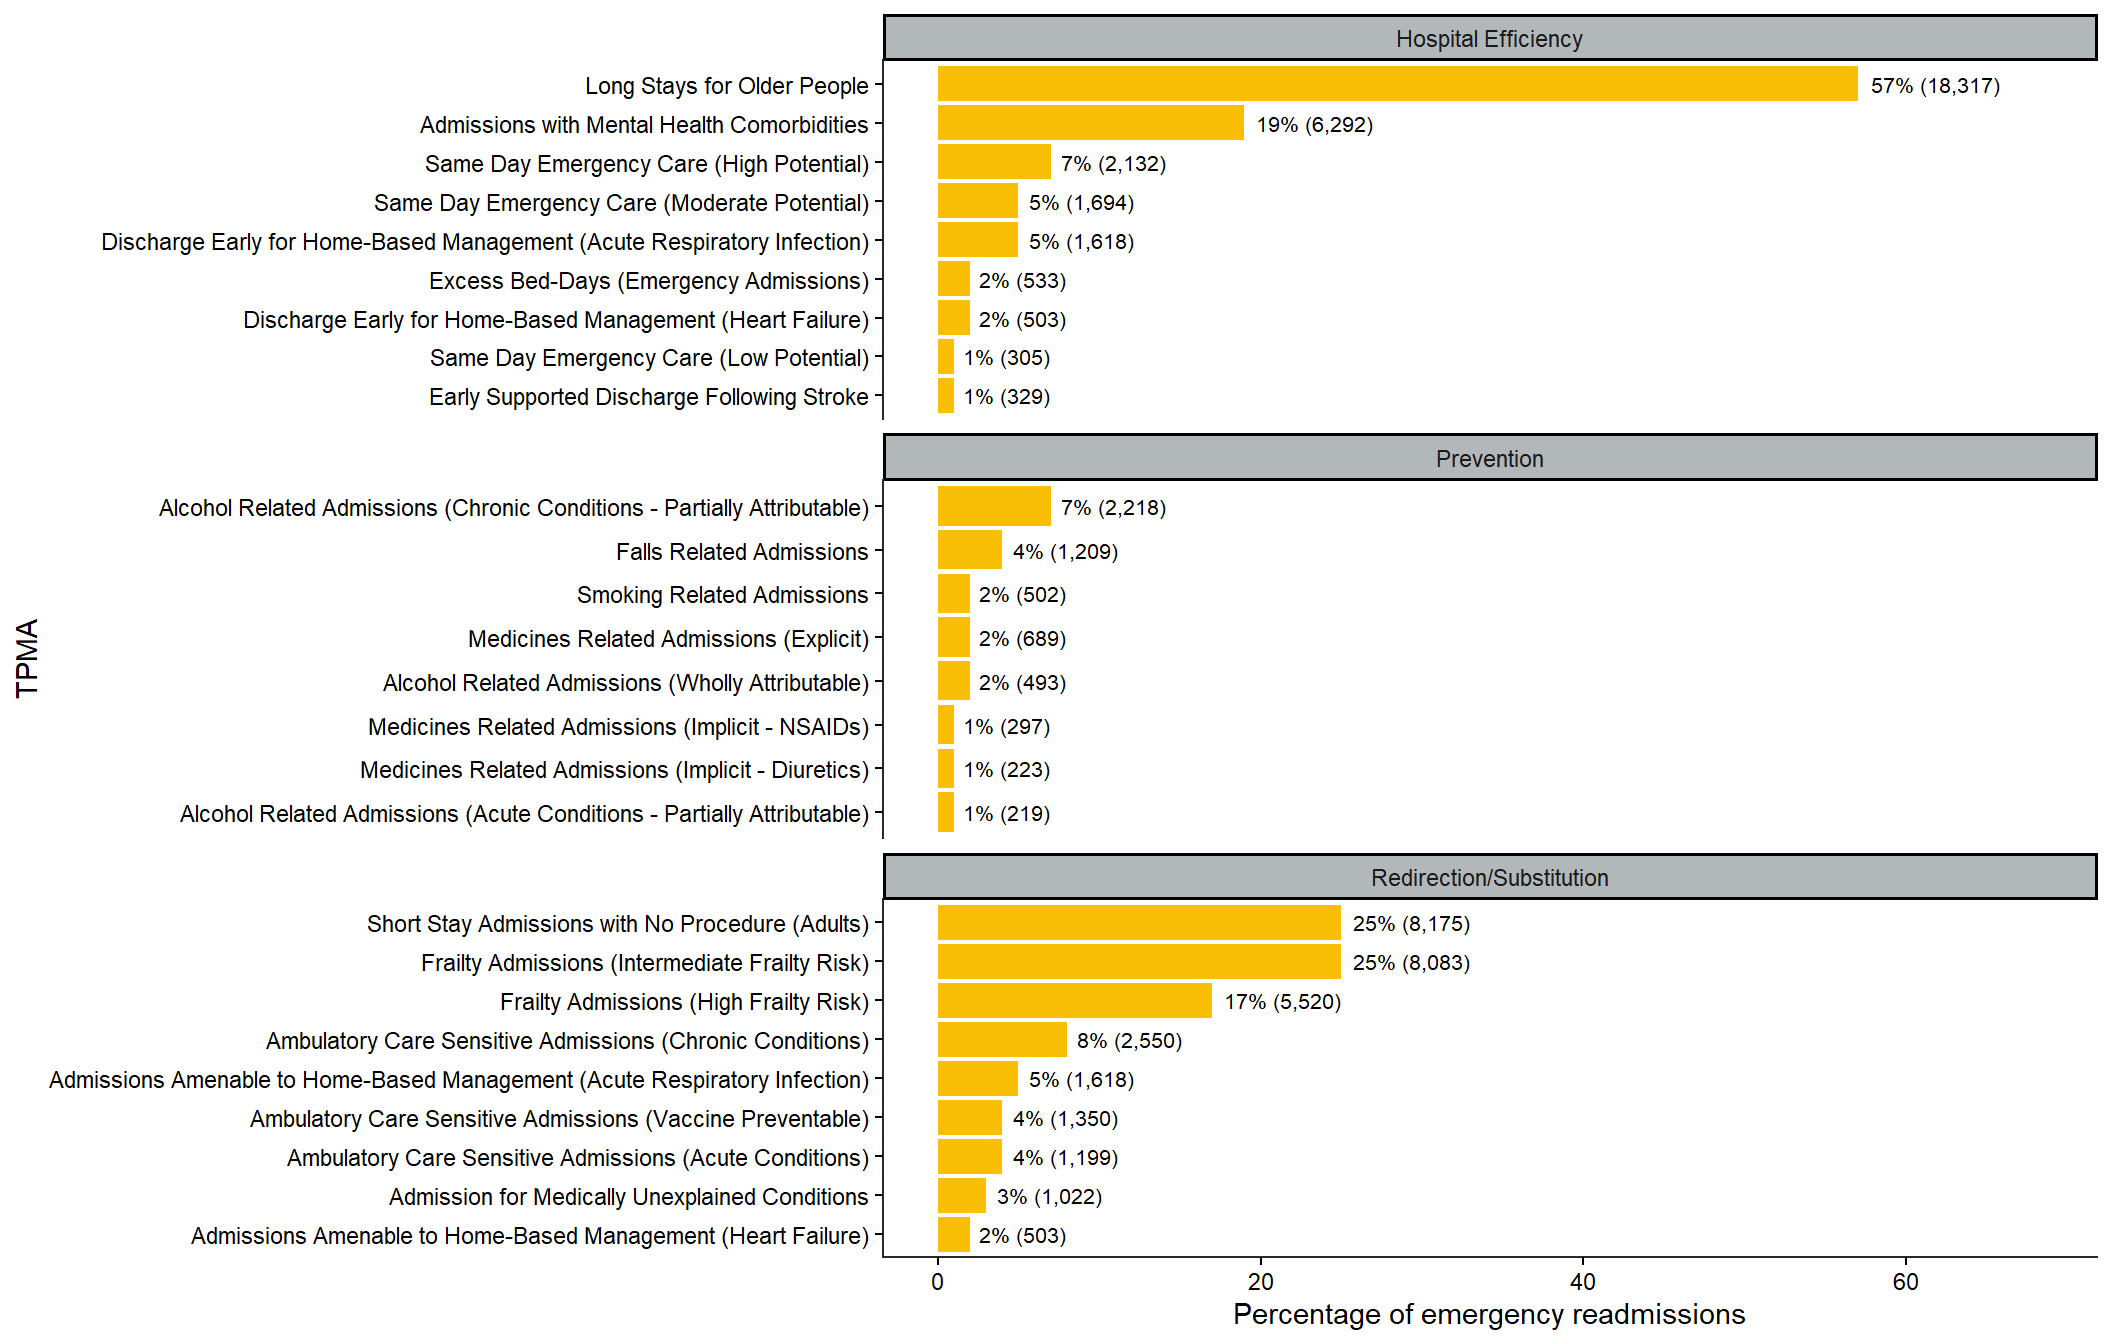 Hospital Efficiency
Long Stays for Older People 57% (18,317)
Admissions with Mental Health Comorbidities 19% (6,292)
Same Day Emergency Care (High Potential) 7% (2,132)
Same Day Emergency Care (Moderate Potential) 5% (1,694)
Discharge Early for Home-Based Management (Acute Respiratory Infection) 5% (1,618)
Excess Bed-Days (Emergency Admissions) 2% (533)
Discharge Early for Home-Based Management (Heart Failure) 2% (503)
Same Day Emergency Care (Low Potential) 1% (305)
Early Supported Discharge Following Stroke 1% (329)
Prevention
Alcohol Related Admissions (Chronic Conditions - Partially Attributable) 7% (2,218)
Falls Related Admissions 4% (1,209)
Smoking Related Admissions 2% (502)
Medicines Related Admissions (Explicit) 2% (689)
Alcohol Related Admissions (Wholly Attributable) 2% (493)
Medicines Related Admissions (Implicit - NSAIDs) 1% (297)
Medicines Related Admissions (Implicit - Diuretics) 1% (223)
Alcohol Related Admissions (Acute Conditions - Partially Attributable) 1% (219)
TPMA
Redirection/Substitution
Short Stay Admissions with No Procedure (Adults) 25% (8,175)
Frailty Admissions (Intermediate Frailty Risk) 25% (8,083)
Frailty Admissions (High Frailty Risk) 17% (5,520)
Ambulatory Care Sensitive Admissions (Chronic Conditions) 8% (2,550)
Admissions Amenable to Home-Based Management (Acute Respiratory Infection) 5% (1,618)
Ambulatory Care Sensitive Admissions (Vaccine Preventable) 4% (1,350)
Ambulatory Care Sensitive Admissions (Acute Conditions) 4% (1,199)
Admission for Medically Unexplained Conditions 3% (1,022)
Admissions Amenable to Home-Based Management (Heart Failure) 2% (503)
0 20 40 60
Percentage of emergency readmissions